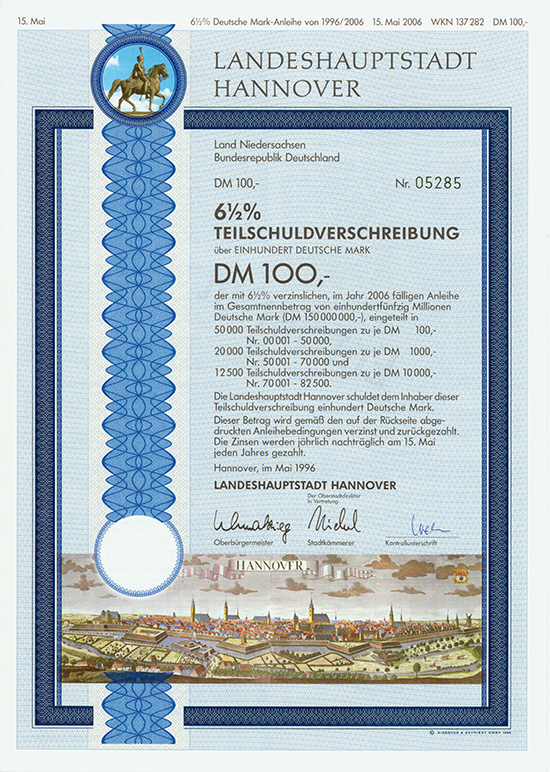 15. Mai 6½% Deutsche Mark-Anleihe von 1996/2006 15. Mai 2006 WKN 137 282 DM 100,-
LANDESHAUPTSTADT
HANNOVER
Land Niedersachsen
Bundesrepublik Deutschland
DM 100,- Nr. 05285
6½%
TEILSCHULDVERSCHREIBUNG
über EINHUNDERT DEUTSCHE MARK
DM 100,-
der mit 6½% verzinslichen, im Jahr 2006 fälligen Anleihe
im Gesamtnennbetrag von einhundertfünfzig Millionen
Deutsche Mark (DM 150 000 000,-), eingeteilt in
50 000 Teilschuldverschreibungen zu je DM 100,-
Nr. 00 001 - 50 000,
20 000 Teilschuldverschreibungen zu je DM 1000,-
Nr. 50 001 - 70 000 und
12 500 Teilschuldverschreibungen zu je DM 10 000,-
Nr. 70 001 - 82 500.
Die Landeshauptstadt Hannover schuldet dem Inhaber dieser
Teilschuldverschreibung einhundert Deutsche Mark.
Dieser Betrag wird gemäß den auf der Rückseite abge-
druckten Anleihebedingungen verzinst und zurückgezahlt.
Die Zinsen werden jährlich nachträglich am 15. Mai
jeden Jahres gezahlt.
Hannover, im Mai 1996
LANDESHAUPTSTADT HANNOVER
Der Oberstadtdirektor
In Vertretung
Oberbürgermeister Stadtkämmerer Kontrollunterschrift
HANNOVER
© GIESECKE & DEVRIENT GMBH 1996